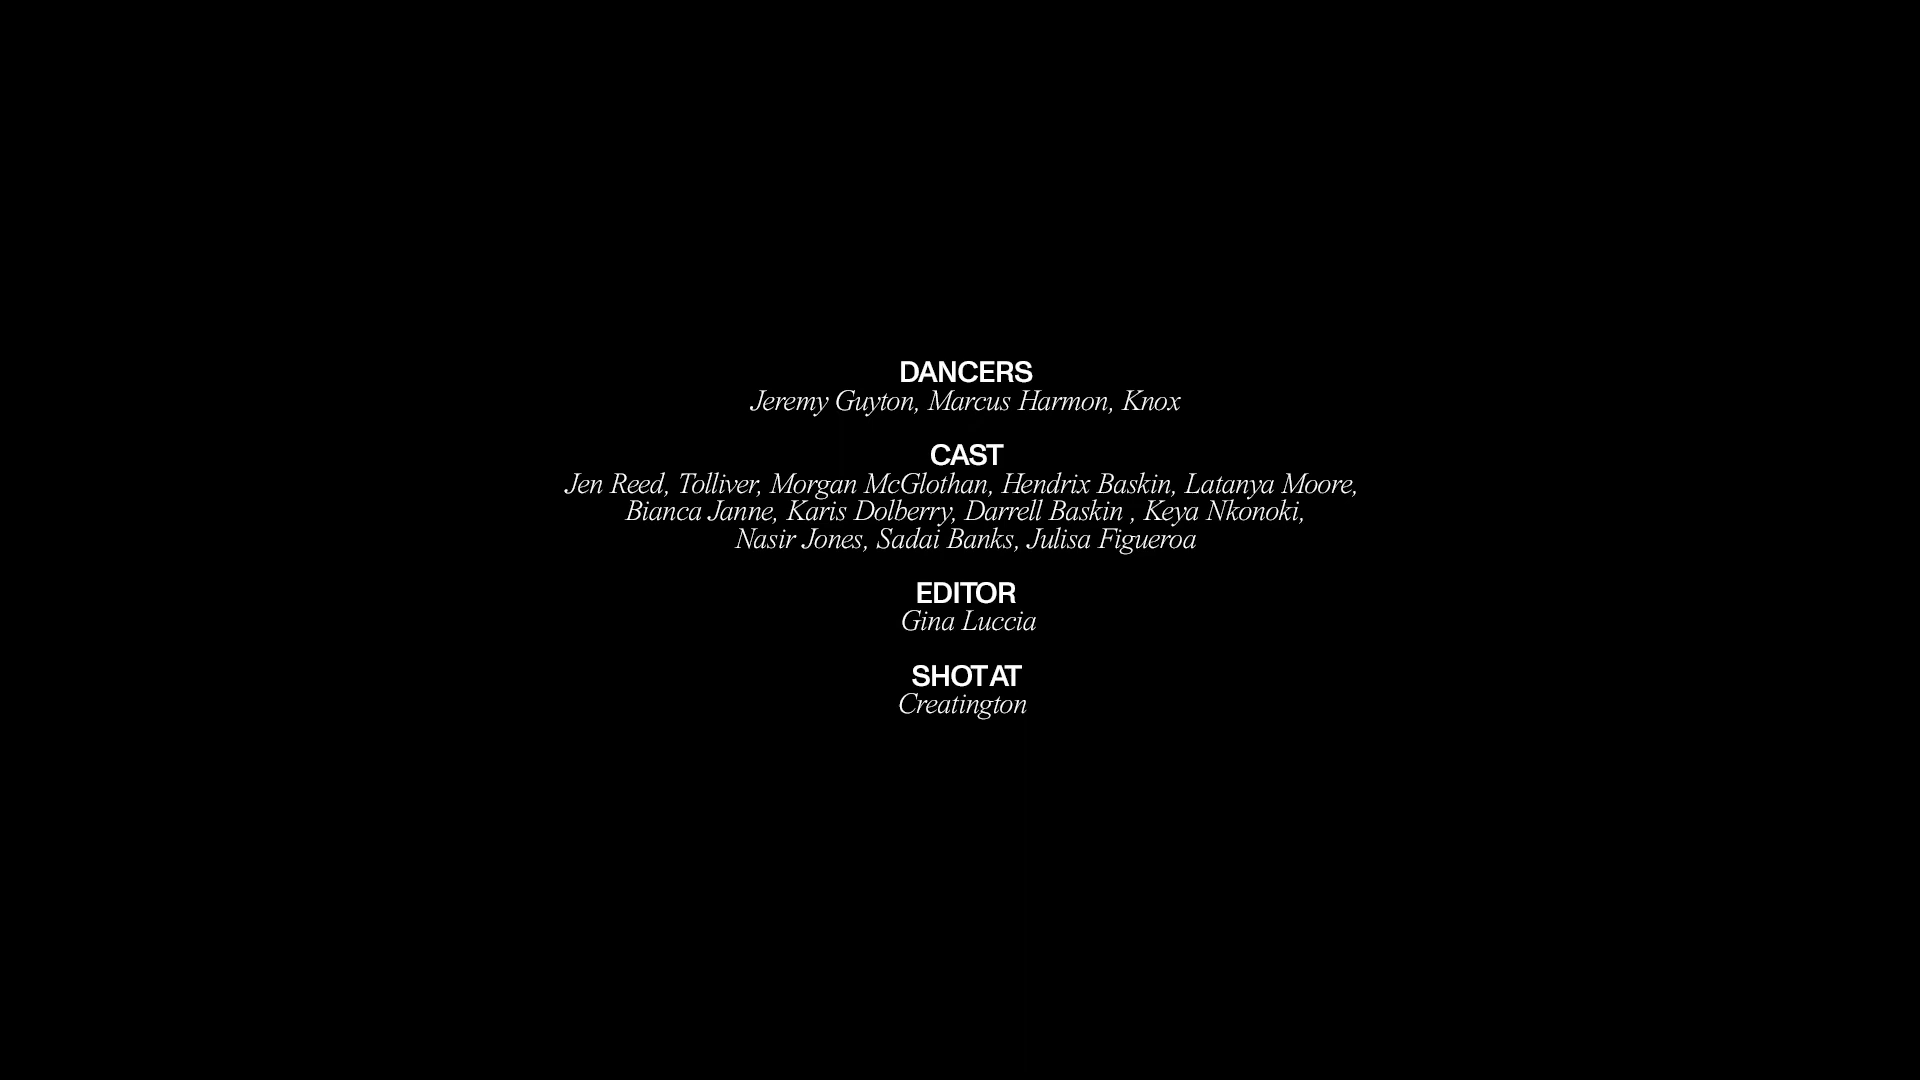 DANCERS
Jeremy Guyton, Marcus Harmon, Knox
CAST
Jen Reed, Tolliver, Morgan McGlothan, Hendrix Baskin, Latanya Moore,
Bianca Janne, Karis Dolberry, Darrell Baskin , Keya Nkonoki,
Nasir Jones, Sadai Banks, Julisa Figueroa
EDITOR
Gina Luccia
SHOT AT
Creatington